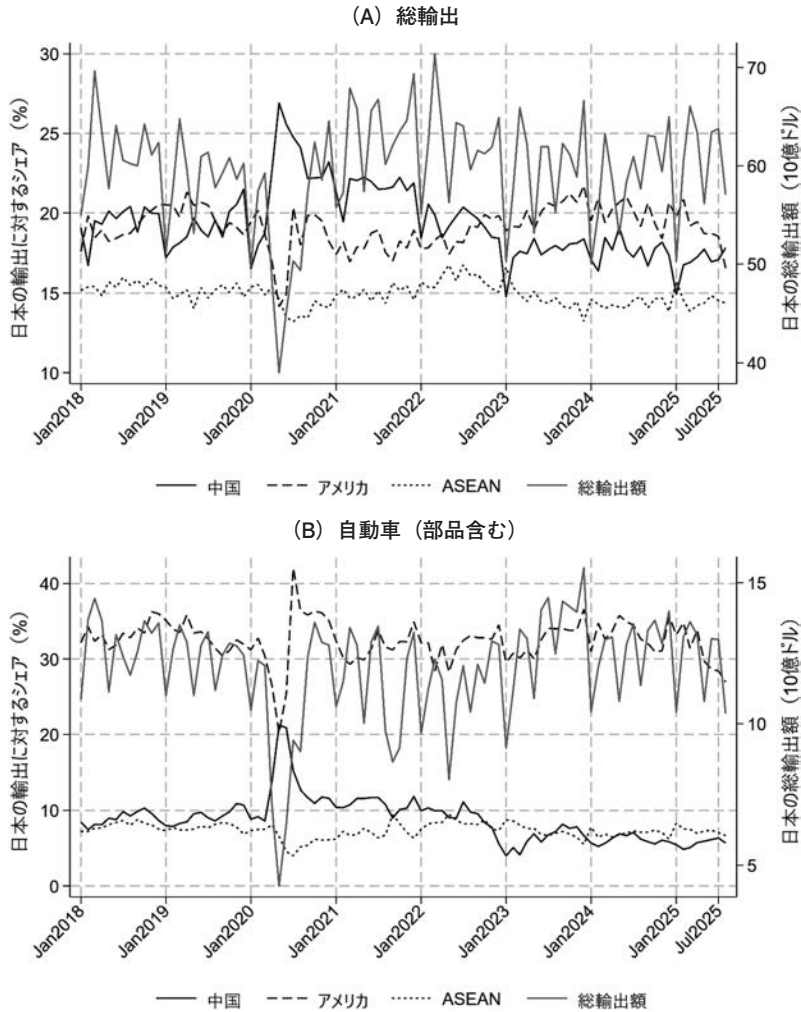 (A) 総輸出
日本の輸出に対するシェア (%)
30
25
20
15
10
日本の総輸出額 (10億ドル)
70
60
50
40
Jan2018
Jan2019
Jan2020
Jan2021
Jan2022
Jan2023
Jan2024
Jan2025
Jul2025
中国 アメリカ ASEAN 総輸出額
(B) 自動車 (部品含む)
日本の輸出に対するシェア (%)
40
30
20
10
0
日本の総輸出額 (10億ドル)
15
10
5
Jan2018
Jan2019
Jan2020
Jan2021
Jan2022
Jan2023
Jan2024
Jan2025
Jul2025
中国 アメリカ ASEAN 総輸出額